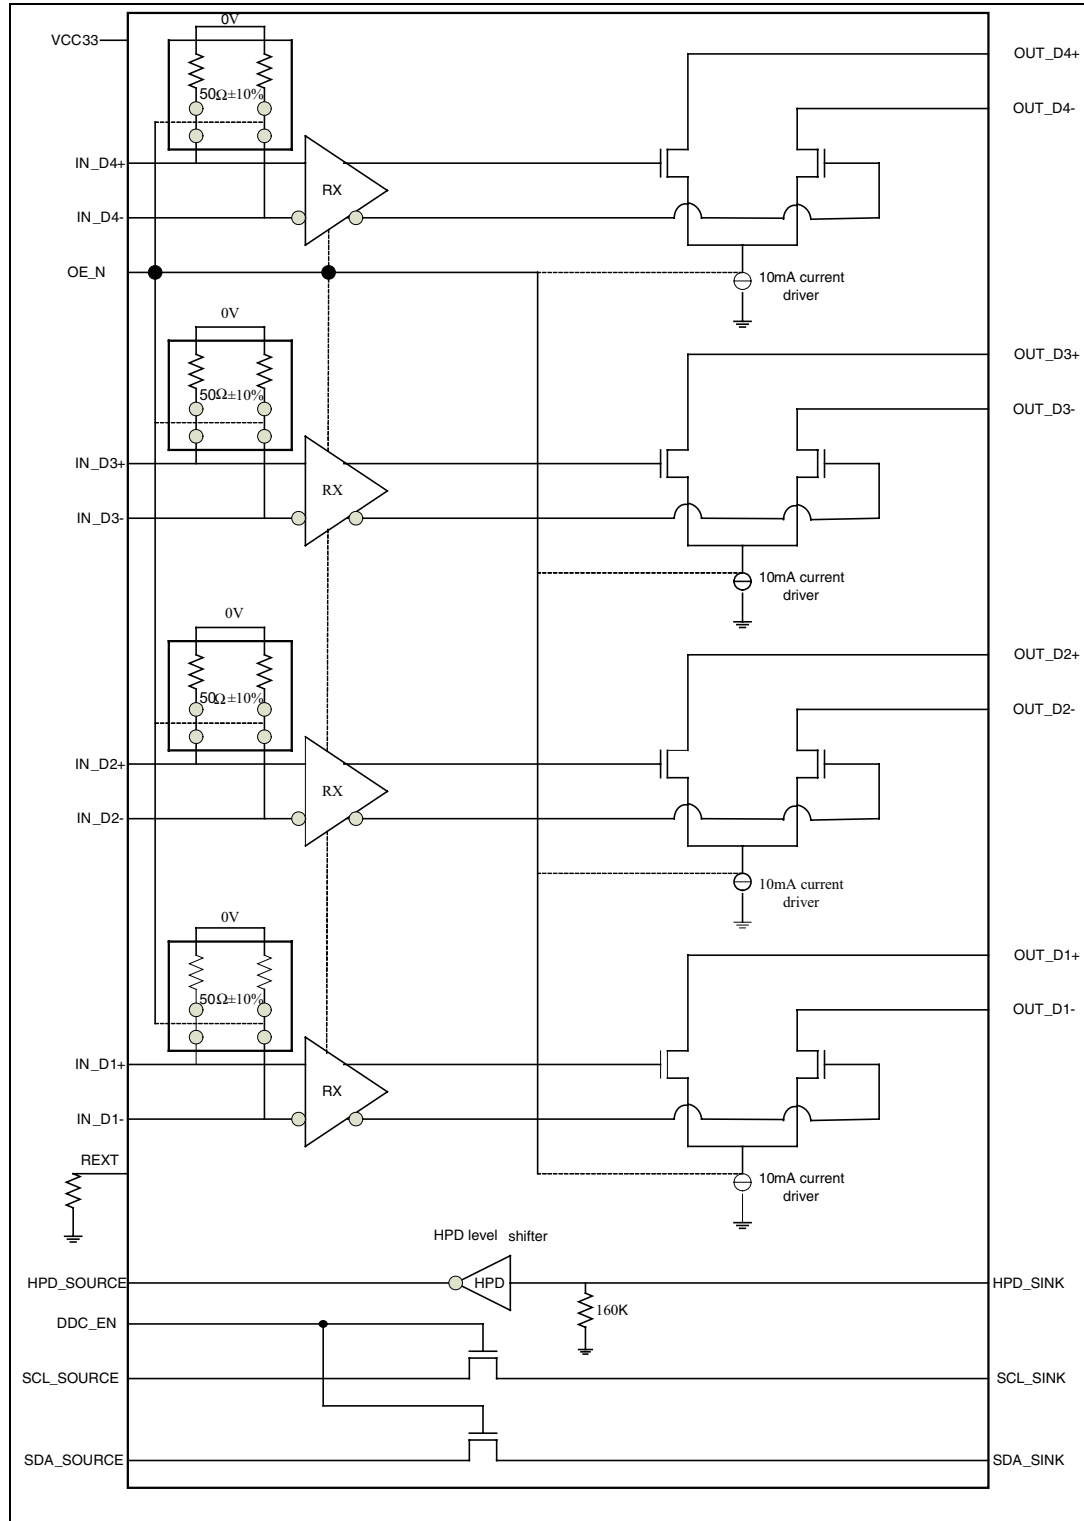 0V
VCC33
OUT_D4+
50Ω±10%
OUT_D4-
IN_D4+
RX
IN_D4-
OE_N
10mA current
driver
0V
OUT_D3+
50Ω±10%
OUT_D3-
IN_D3+
RX
IN_D3-
10mA current
driver
0V
OUT_D2+
50Ω±10%
OUT_D2-
IN_D2+
RX
IN_D2-
10mA current
driver
0V
OUT_D1+
50Ω±10%
OUT_D1-
IN_D1+
RX
IN_D1-
REXT
10mA current
driver
HPD level shifter
HPD_SOURCE
HPD
HPD_SINK
160K
DDC_EN
SCL_SOURCE
SCL_SINK
SDA_SOURCE
SDA_SINK